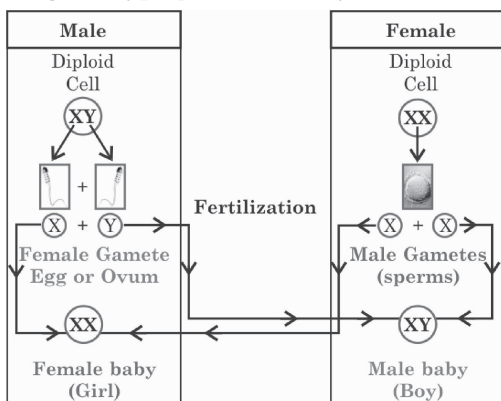 Male
Female
Diploid
Cell
XY
Diploid
Cell
XX
+
X + Y
Fertilization
X + X
Female Gamete
Egg or Ovum
Male Gametes
(sperms)
XX
XY
Female baby
(Girl)
Male baby
(Boy)